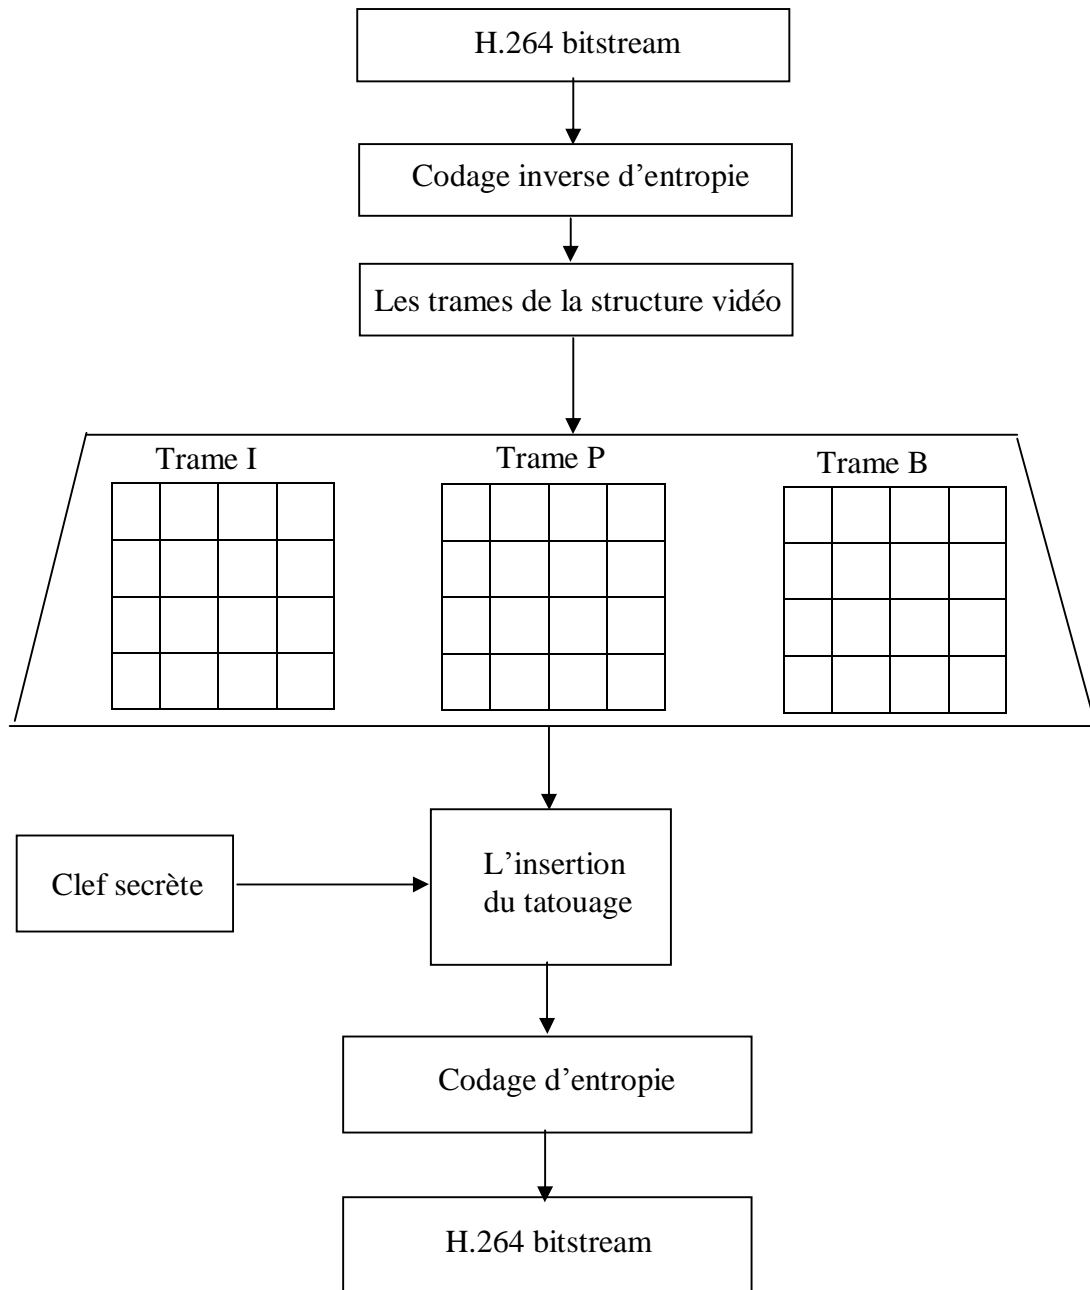 H.264 bitstream
Codage inverse d’entropie
Les trames de la structure vidéo
Trame I
Trame P
Trame B
Clef secrète
L’insertion
du tatouage
Codage d’entropie
H.264 bitstream